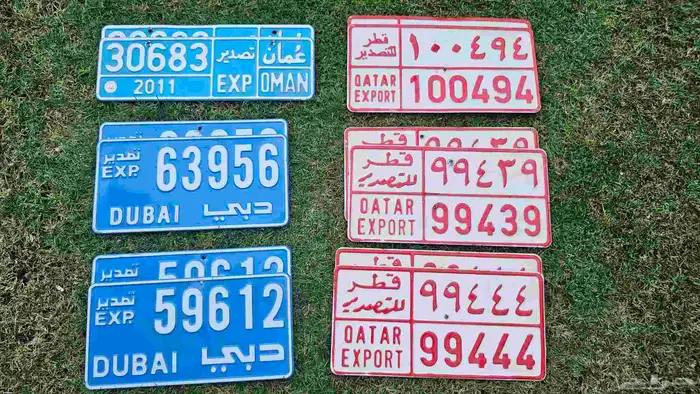 30683 تصدير عُمان
2011 EXP OMAN
قطر للتصدير ١٠٠٤٩٤
QATAR EXPORT 100494
تصدير
EXP. 63956
DUBAI دبي
قطر للتصدير ٩٩٤٣٩
QATAR EXPORT 99439
تصدير
EXP. 59612
DUBAI دبي
قطر للتصدير ٩٩٤٤٤
QATAR EXPORT 99444